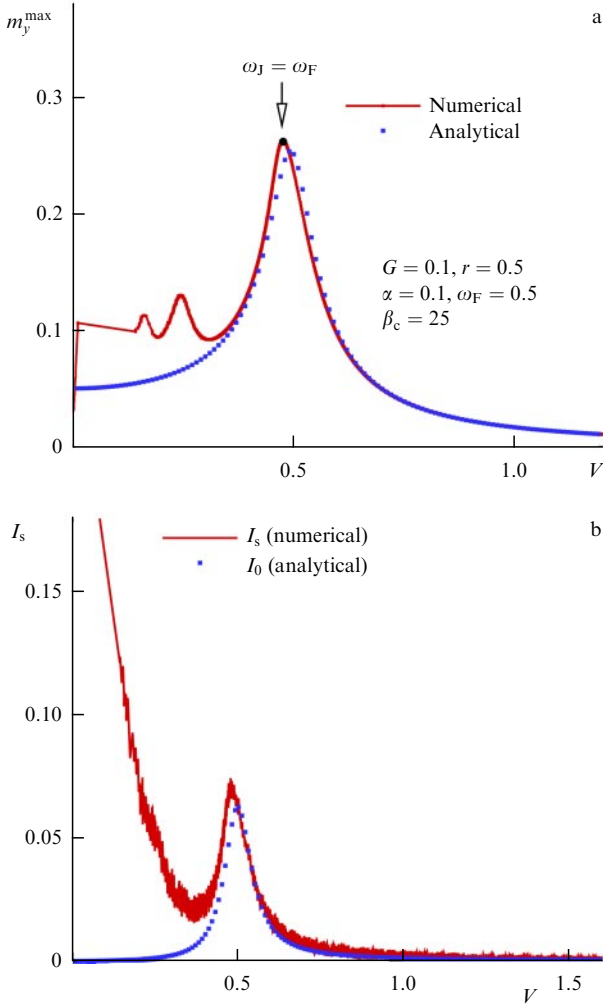 m_y^max
a
ω_J = ω_F
0.3
Numerical
Analytical
0.2
G = 0.1, r = 0.5
α = 0.1, ω_F = 0.5
β_c = 25
0.1
0
0.5
1.0
V
I_s
b
I_s (numerical)
I_0 (analytical)
0.15
0.10
0.05
0
0.5
1.0
V
1.5